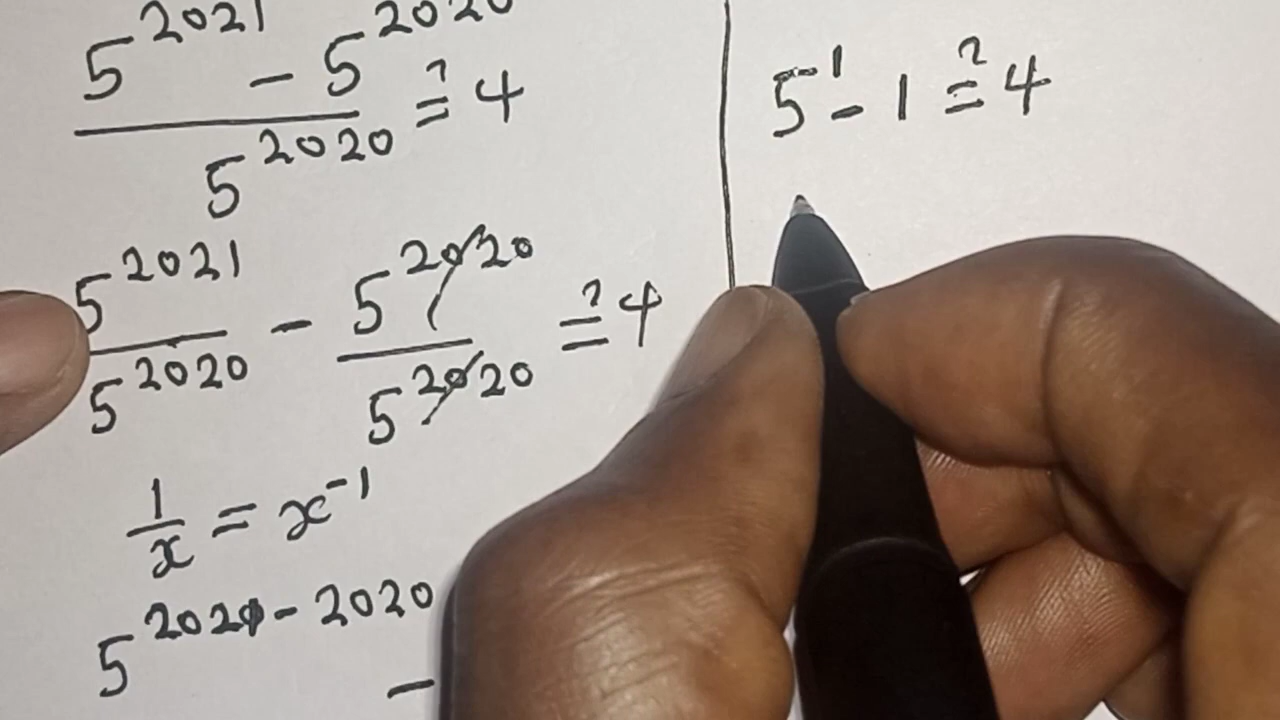 5^2021 - 5^2020 / 5^2020 ≟ 4
5^2021 / 5^2020 - 5^2020 / 5^2020 ≟ 4
1/x = x^-1
5^2021-2020 -
5^1 - 1 ≟ 4